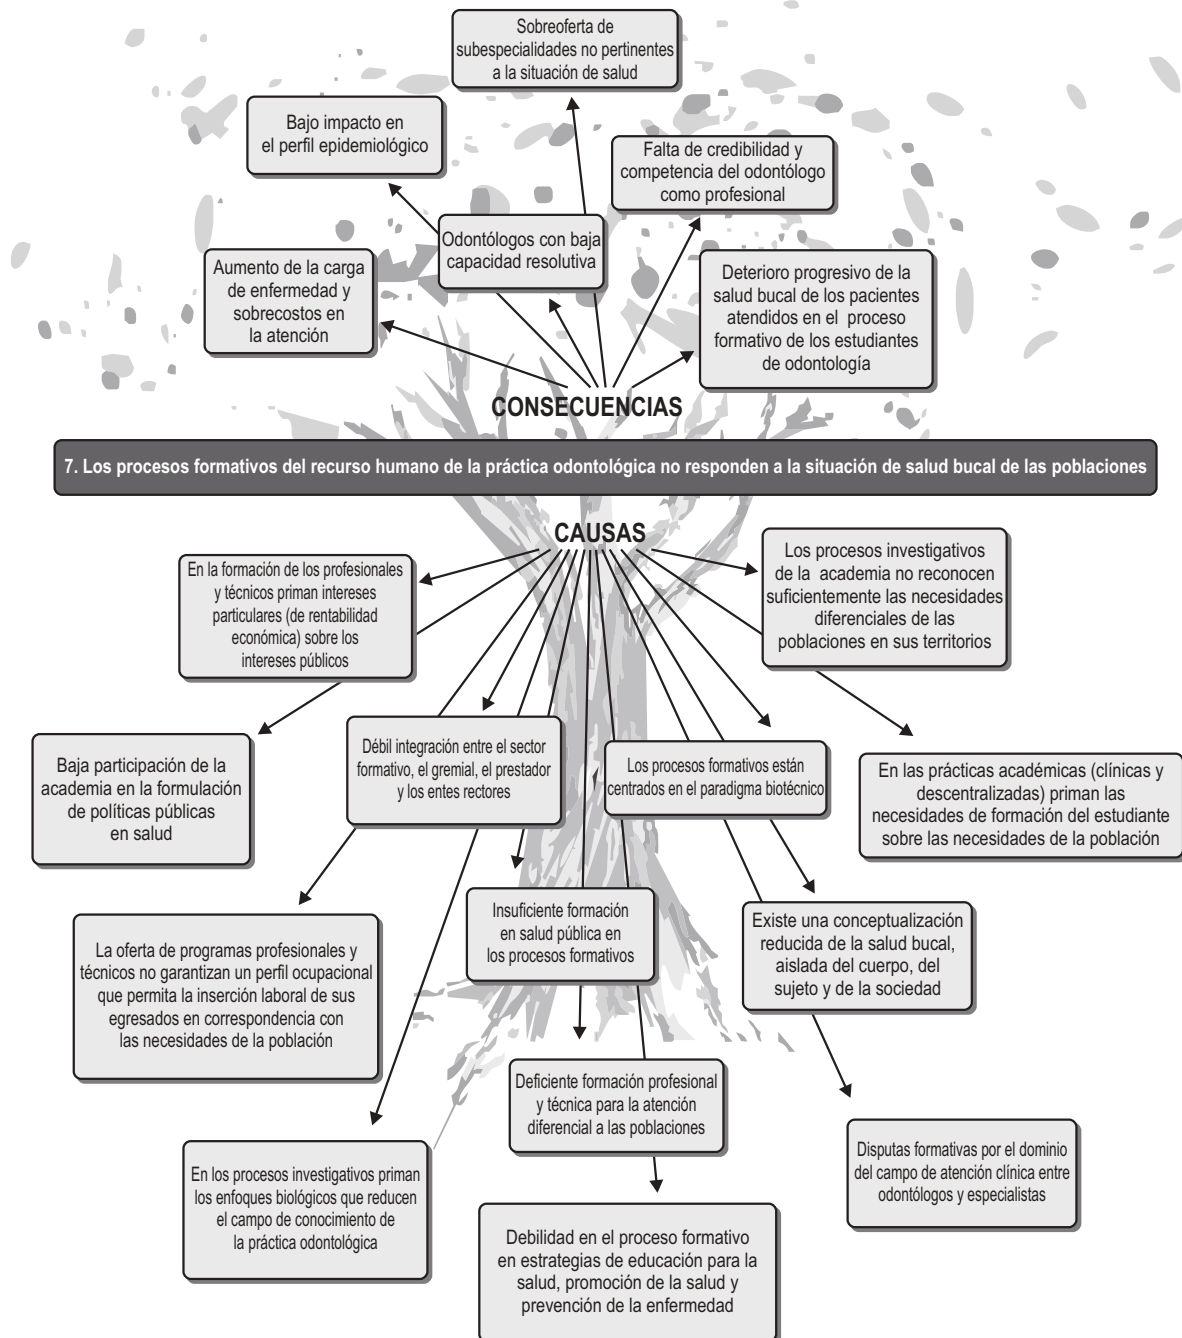 Sobreoferta de
subespecialidades no pertinentes
a la situación de salud
Bajo impacto en
el perfil epidemiológico
Falta de credibilidad y
competencia del odontólogo
como profesional
Odontólogos con baja
capacidad resolutiva
Aumento de la carga
de enfermedad y
sobrecostos en
la atención
Deterioro progresivo de la
salud bucal de los pacientes
atendidos en el proceso
formativo de los estudiantes
de odontología
CONSECUENCIAS
7. Los procesos formativos del recurso humano de la práctica odontológica no responden a la situación de salud bucal de las poblaciones
CAUSAS
En la formación de los profesionales
y técnicos priman intereses
particulares (de rentabilidad
económica) sobre los
intereses públicos
Los procesos investigativos
de la academia no reconocen
suficientemente las necesidades
diferenciales de las
poblaciones en sus territorios
Baja participación de la
academia en la formulación
de políticas públicas
en salud
Débil integración entre el sector
formativo, el gremial, el prestador
y los entes rectores
Los procesos formativos están
centrados en el paradigma biotécnico
En las prácticas académicas (clínicas y
descentralizadas) priman las
necesidades de formación del estudiante
sobre las necesidades de la población
La oferta de programas profesionales y
técnicos no garantizan un perfil ocupacional
que permita la inserción laboral de sus
egresados en correspondencia con
las necesidades de la población
Insuficiente formación
en salud pública en
los procesos formativos
Existe una conceptualización
reducida de la salud bucal,
aislada del cuerpo, del
sujeto y de la sociedad
Deficiente formación profesional
y técnica para la atención
diferencial a las poblaciones
Disputas formativas por el dominio
del campo de atención clínica entre
odontólogos y especialistas
En los procesos investigativos priman
los enfoques biológicos que reducen
el campo de conocimiento de
la práctica odontológica
Debilidad en el proceso formativo
en estrategias de educación para la
salud, promoción de la salud y
prevención de la enfermedad